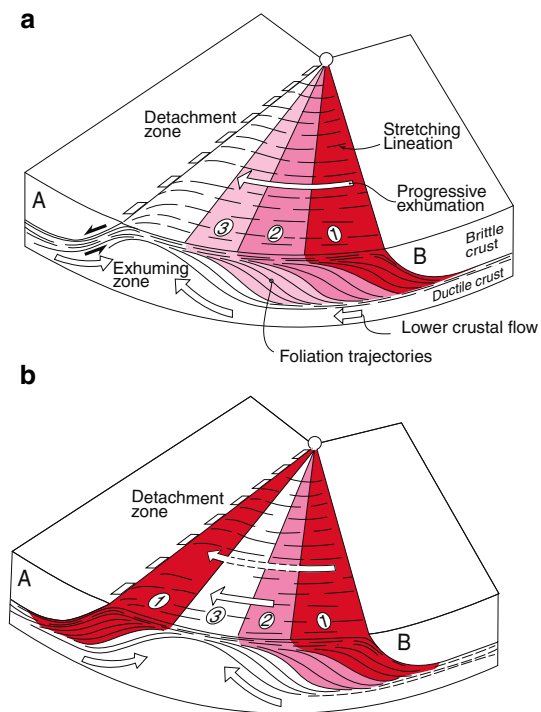 a
Detachment
zone
Stretching
Lineation
Progressive
exhumation
A
3
2
1
B
Brittle
crust
Exhuming
zone
Ductile crust
Lower crustal flow
Foliation trajectories
b
Detachment
zone
A
1
3
2
1
B